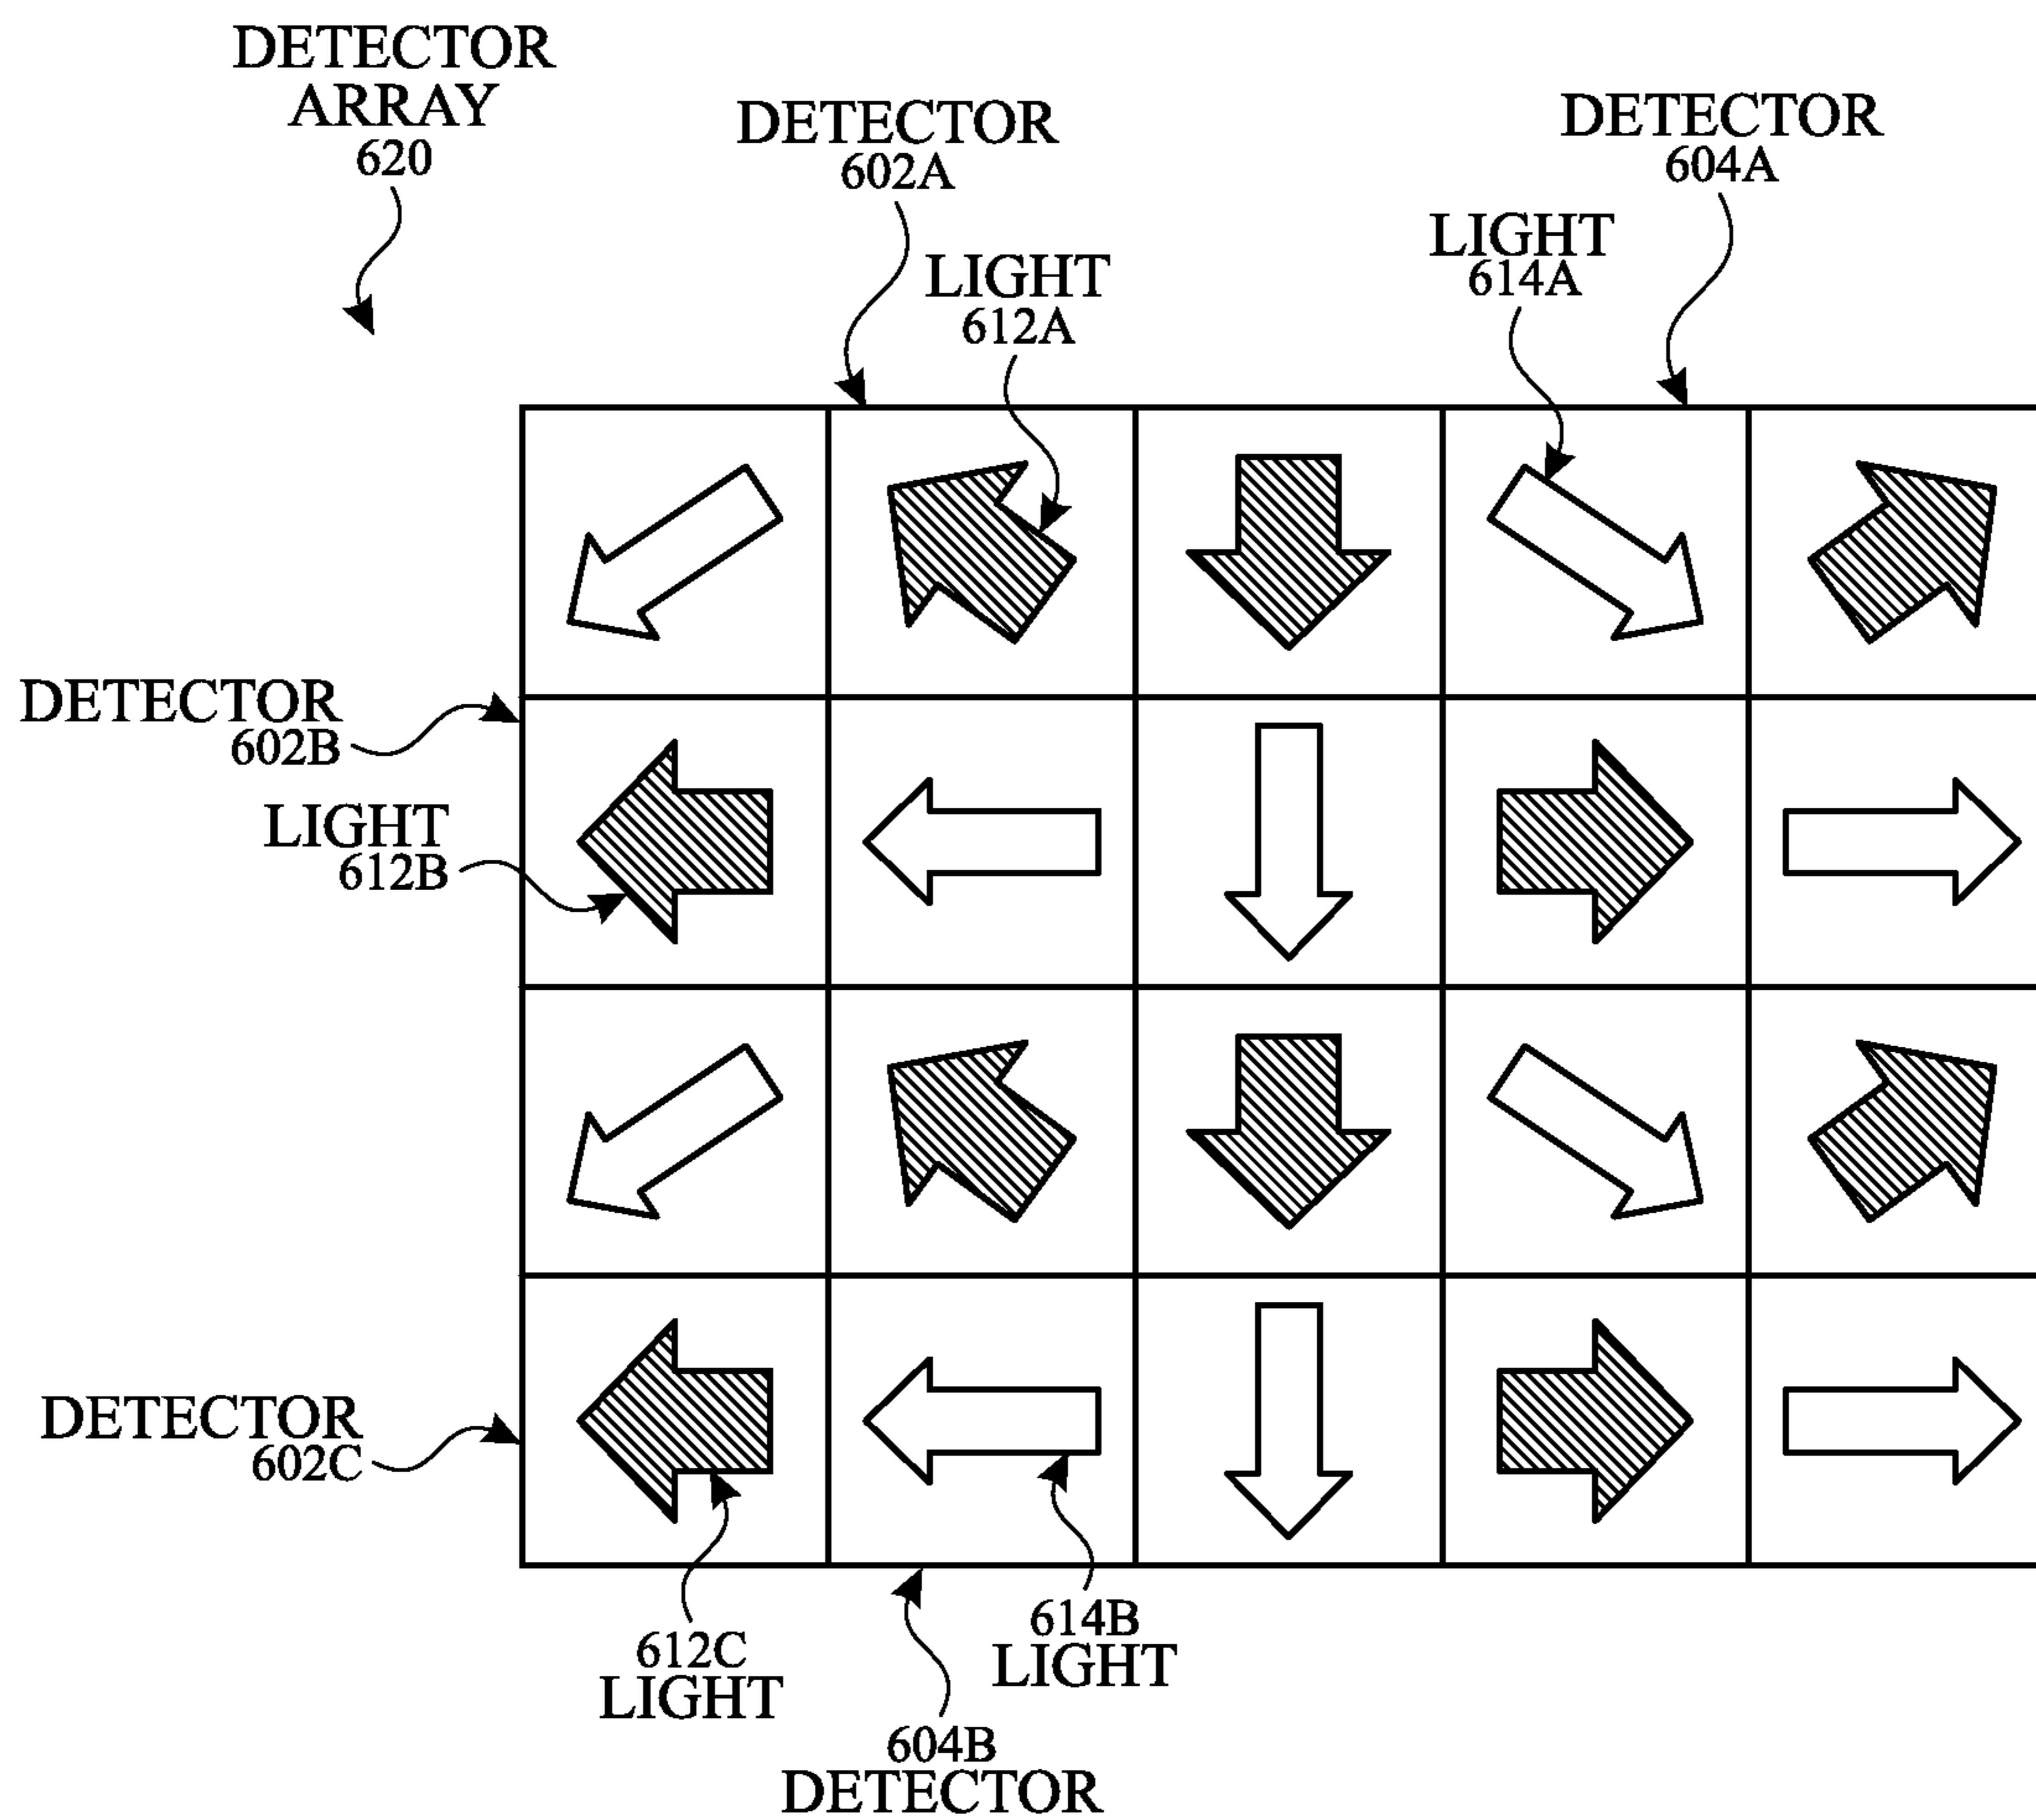 DETECTOR
ARRAY
620
DETECTOR
602A
DETECTOR
604A
LIGHT
612A
LIGHT
614A
DETECTOR
602B
LIGHT
612B
DETECTOR
602C
612C
LIGHT
614B
LIGHT
604B
DETECTOR